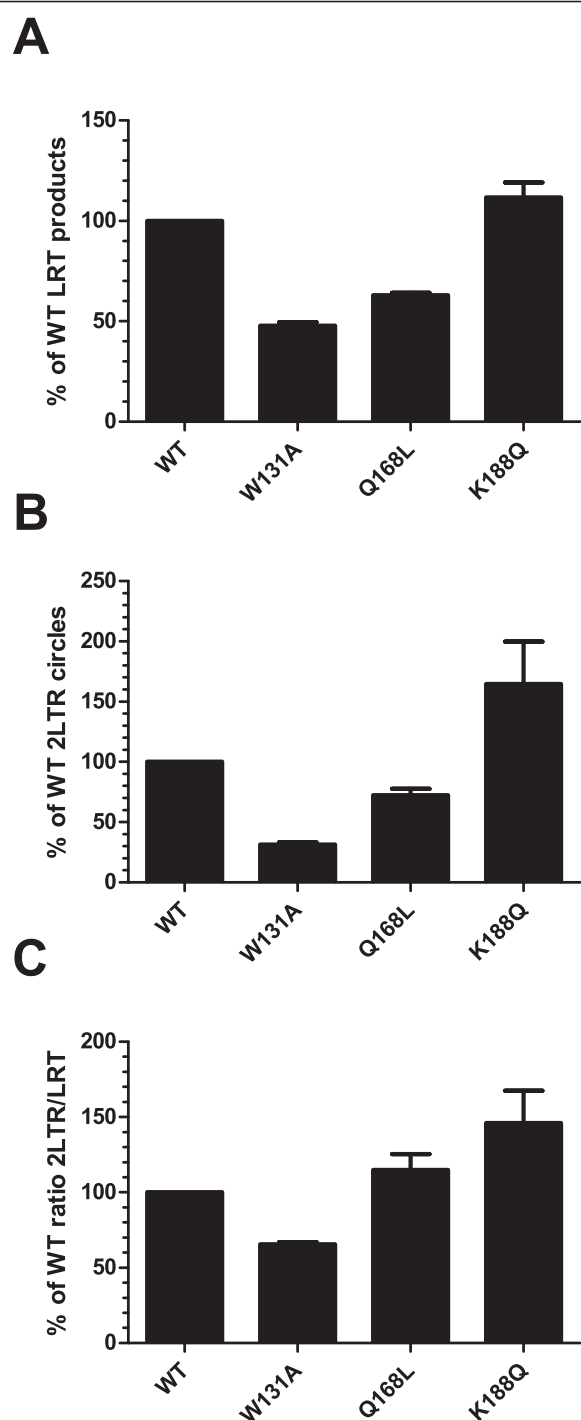 A
% of WT LRT products
150
100
50
0
WT
W131A
Q168L
K188Q
B
% of WT 2LTR circles
250
200
150
100
50
0
WT
W131A
Q168L
K188Q
C
% of WT ratio 2LTR/LRT
200
150
100
50
0
WT
W131A
Q168L
K188Q